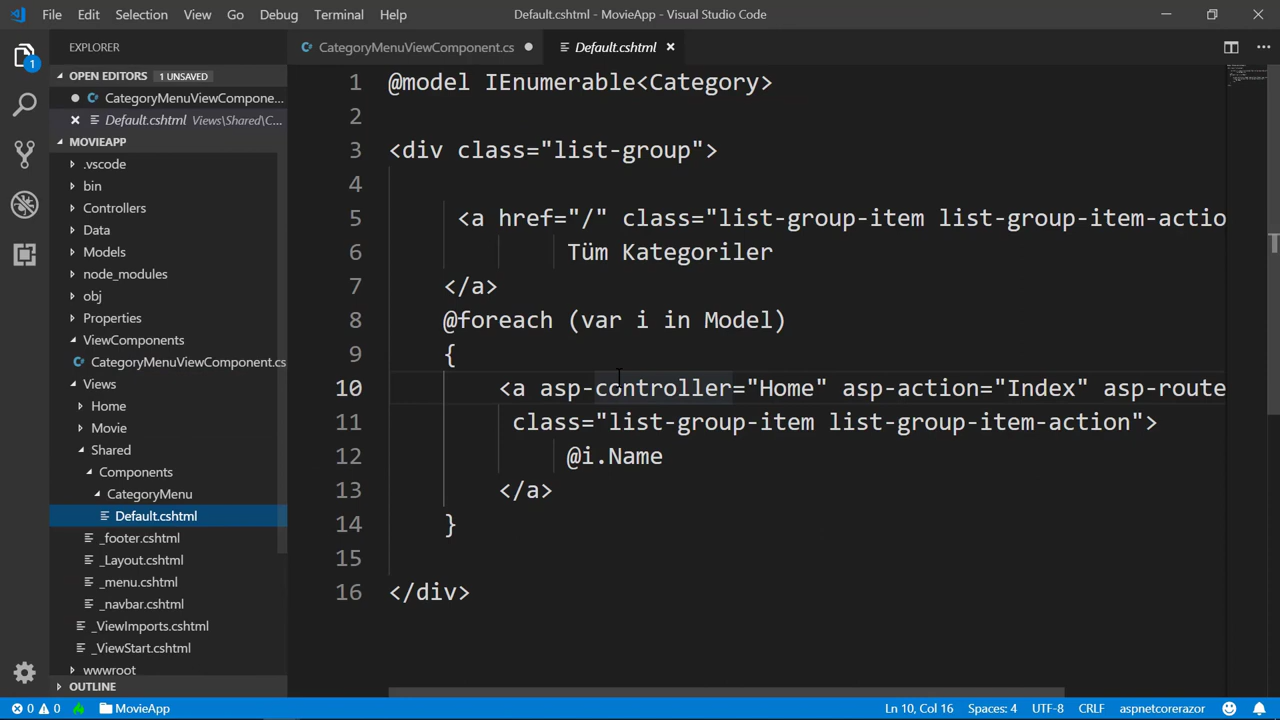 File Edit Selection View Go Debug Terminal Help Default.cshtml - MovieApp - Visual Studio Code
EXPLORER
CategoryMenuViewComponent.cs
Default.cshtml
1
OPEN EDITORS 1 UNSAVED
CategoryMenuViewCompone...
Default.cshtml Views\Shared\C...
MOVIEAPP
.vscode
bin
Controllers
Data
Models
node_modules
obj
Properties
ViewComponents
CategoryMenuViewComponent.cs
Views
Home
Movie
Shared
Components
CategoryMenu
Default.cshtml
_footer.cshtml
_Layout.cshtml
_menu.cshtml
_navbar.cshtml
_ViewImports.cshtml
_ViewStart.cshtml
wwwroot
OUTLINE
1 @model IEnumerable<Category>
2
3 <div class="list-group">
4
5 <a href="/" class="list-group-item list-group-item-actio
6 Tüm Kategoriler
7 </a>
8 @foreach (var i in Model)
9 {
10 <a asp-controller="Home" asp-action="Index" asp-route
11 class="list-group-item list-group-item-action">
12 @i.Name
13 </a>
14 }
15
16 </div>
0 0 MovieApp Ln 10, Col 16 Spaces: 4 UTF-8 CRLF aspnetcorerazor